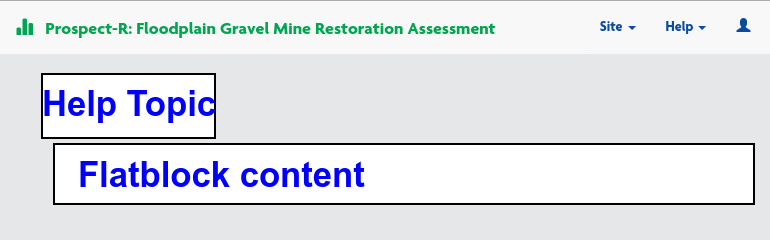 Prospect-R: Floodplain Gravel Mine Restoration Assessment
Site
Help
Help Topic
Flatblock content